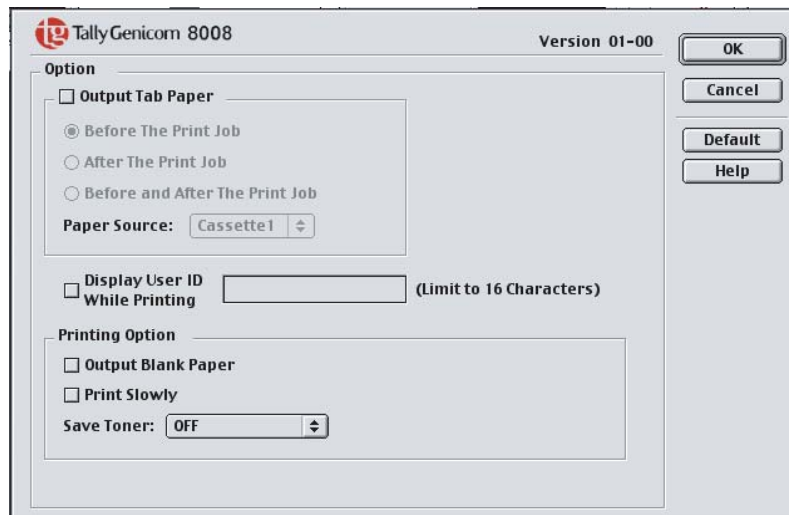 tg TallyGenicom 8008
Version 01-00
OK
Cancel
Default
Help
Option
Output Tab Paper
Before The Print Job
After The Print Job
Before and After The Print Job
Paper Source: Cassette1
Display User ID
While Printing
(Limit to 16 Characters)
Printing Option
Output Blank Paper
Print Slowly
Save Toner: OFF